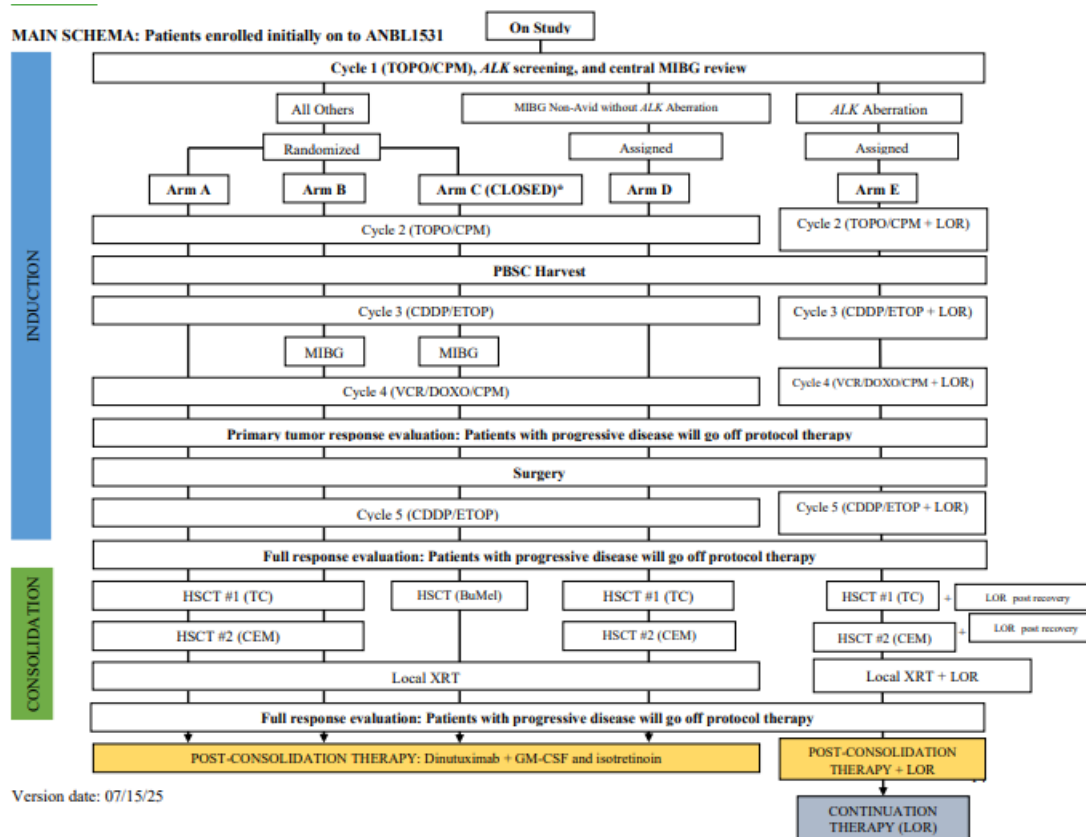 MAIN SCHEMA: Patients enrolled initially on to ANBL1531
On Study
INDUCTION
Cycle 1 (TOPO/CPM), ALK screening, and central MIBG review
All Others
MIBG Non-Avid without ALK Aberration
ALK Aberration
Randomized
Assigned
Assigned
Arm A
Arm B
Arm C (CLOSED)*
Arm D
Arm E
Cycle 2 (TOPO/CPM)
Cycle 2 (TOPO/CPM + LOR)
PBSC Harvest
Cycle 3 (CDDP/ETOP)
Cycle 3 (CDDP/ETOP + LOR)
MIBG
MIBG
Cycle 4 (VCR/DOXO/CPM)
Cycle 4 (VCR/DOXO/CPM + LOR)
Primary tumor response evaluation: Patients with progressive disease will go off protocol therapy
Surgery
Cycle 5 (CDDP/ETOP)
Cycle 5 (CDDP/ETOP + LOR)
Full response evaluation: Patients with progressive disease will go off protocol therapy
CONSOLIDATION
HSCT #1 (TC)
HSCT (BuMel)
HSCT #1 (TC)
HSCT #1 (TC) + LOR post recovery
HSCT #2 (CEM)
HSCT #2 (CEM)
HSCT #2 (CEM) + LOR post recovery
Local XRT
Local XRT + LOR
Full response evaluation: Patients with progressive disease will go off protocol therapy
POST-CONSOLIDATION THERAPY: Dinutuximab + GM-CSF and isotretinoin
POST-CONSOLIDATION
THERAPY + LOR
Version date: 07/15/25
CONTINUATION
THERAPY (LOR)